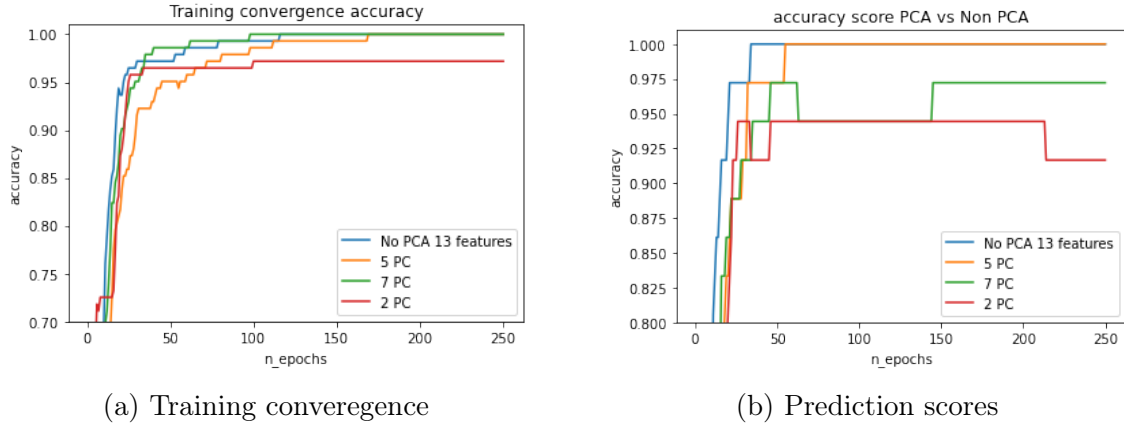 Training convergence accuracy
1.00
0.95
0.90
0.85
0.80
0.75
0.70
accuracy
0
50
100
150
200
250
n_epochs
No PCA 13 features
5 PC
7 PC
2 PC
(a) Training converegence
accuracy score PCA vs Non PCA
1.000
0.975
0.950
0.925
0.900
0.875
0.850
0.825
0.800
accuracy
0
50
100
150
200
250
n_epochs
No PCA 13 features
5 PC
7 PC
2 PC
(b) Prediction scores